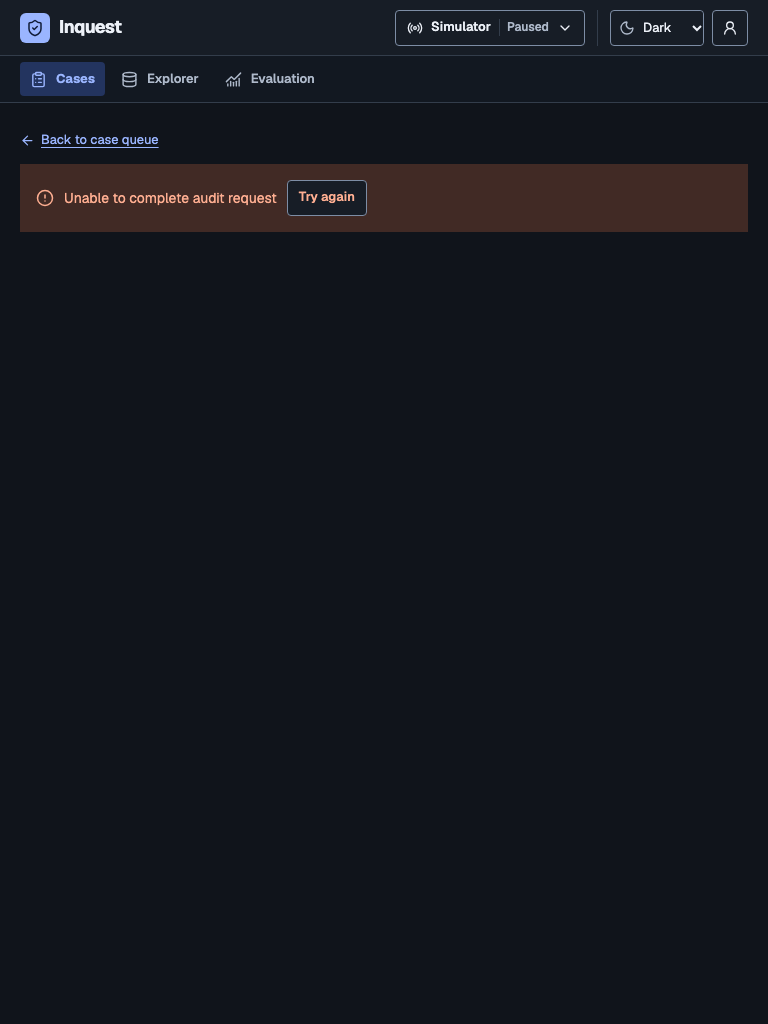 Inquest
Simulator Paused
Dark
Cases Explorer Evaluation
Back to case queue
Unable to complete audit request Try again